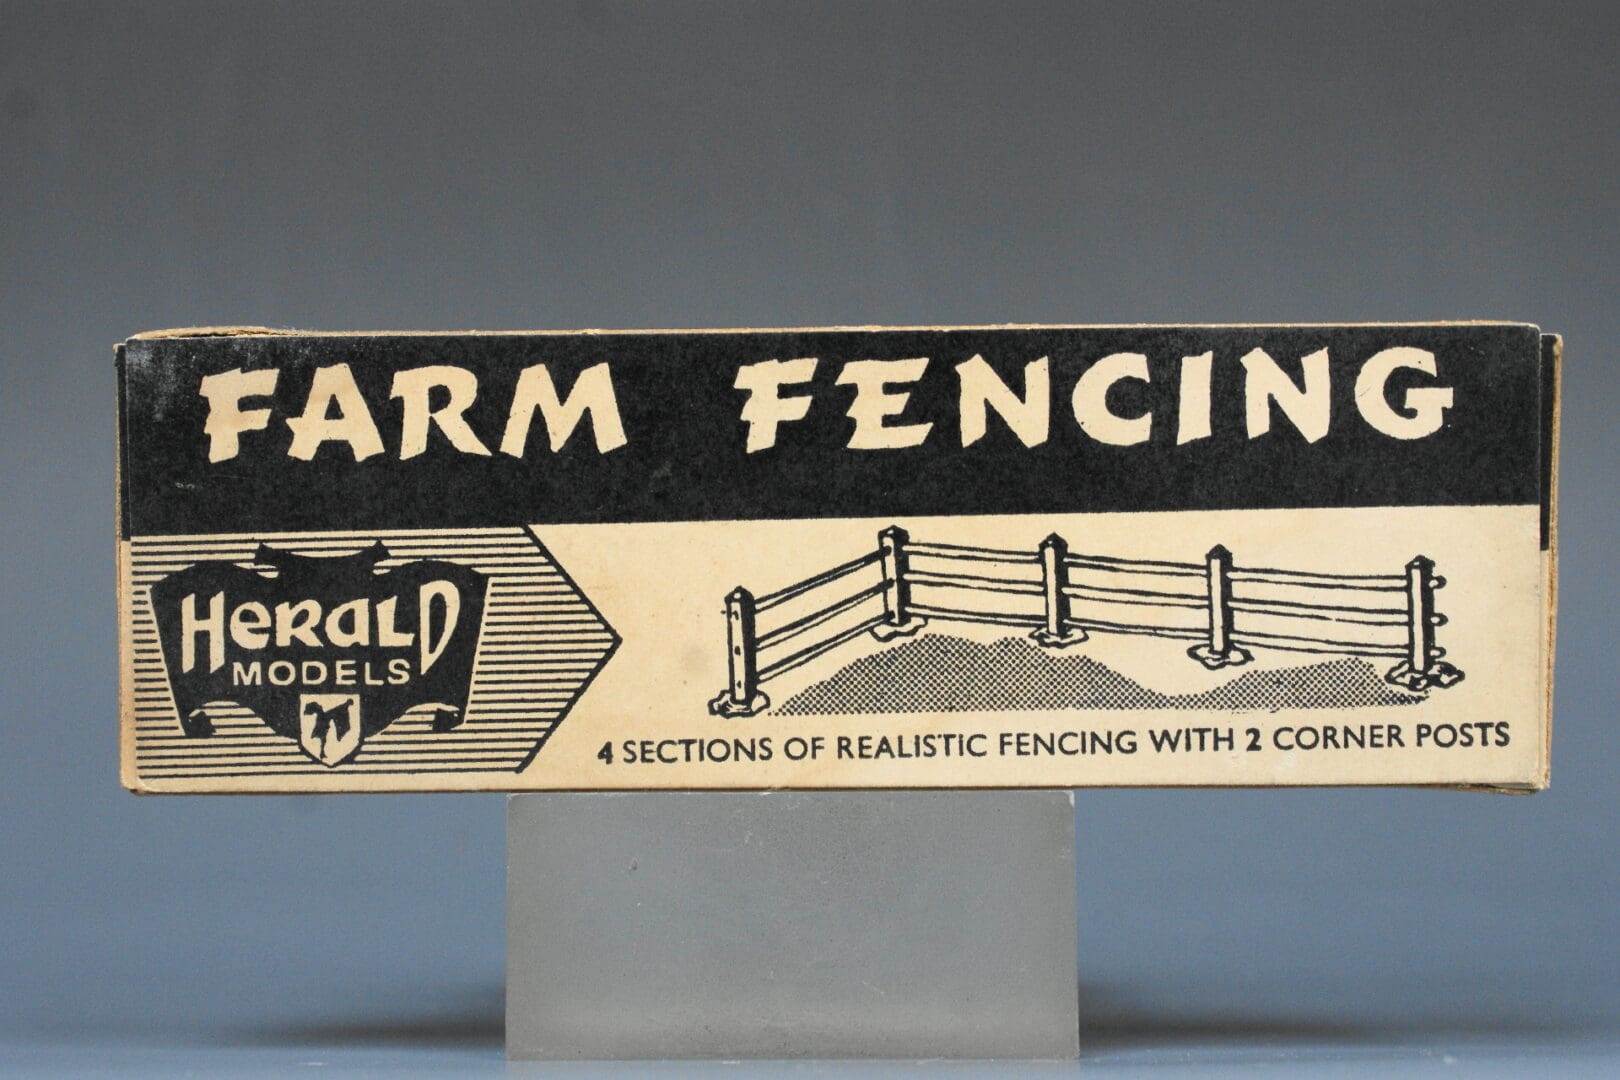 FARM FENCING
HERALD
MODELS
4 SECTIONS OF REALISTIC FENCING WITH 2 CORNER POSTS